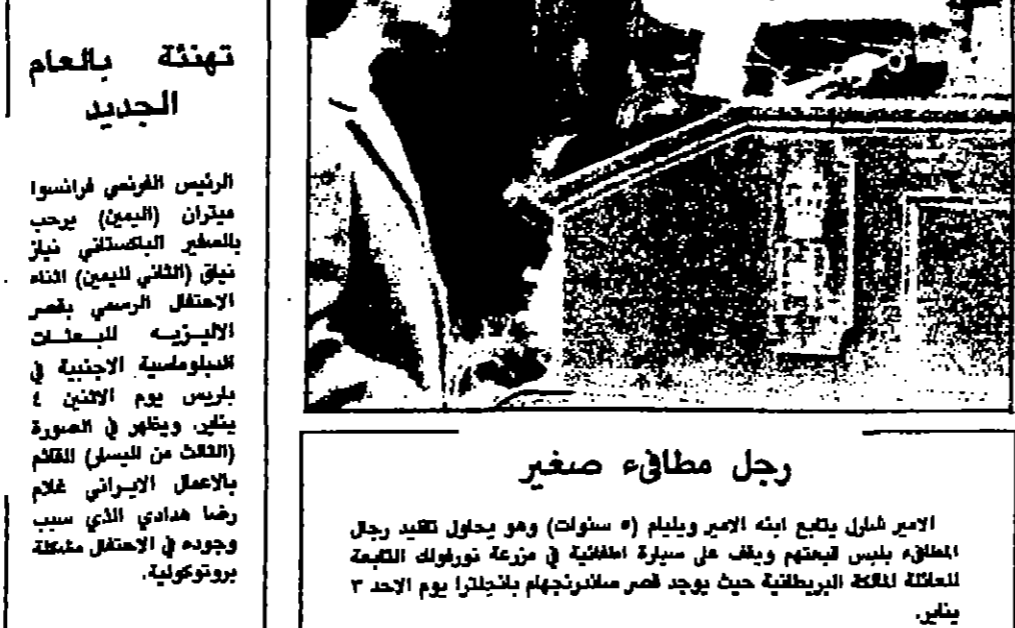 تهنئة بالعام
الجديد
الرئيس الفرنسي فرانسوا
ميتران (اليمين) يرحب
بالسفير الباكستاني نياز
نياق (الثاني لليمين) اثناء
الاحتفال الرسمي بقصر
الاليزيه للبعثات
الدبلوماسية الاجنبية في
باريس يوم الاثنين ٤
يناير. ويظهر في الصورة
(الثالث من اليسار) القائم
بالاعمال الايراني غلام
رضا هدادي الذي سبب
وجوده في الاحتفال مشكلة
بروتوكولية.
رجل مطافىء صغير
الامير شارل يتابع ابنه الامير ويليام (٥ سنوات) وهو يحاول تقليد رجال
المطافىء بلبس قبعتهم ويقف على سيارة اطفائية في مزرعة نورفولك التابعة
للعائلة المالكة البريطانية حيث يوجد قصر ساندرنجهام بانجلترا يوم الاحد ٣
يناير.